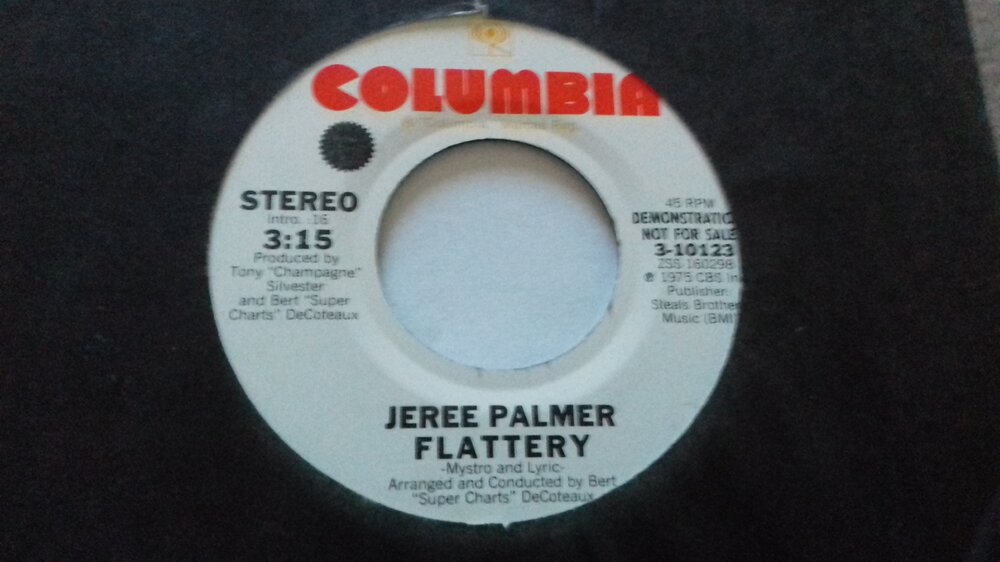 COLUMBIA
STEREO
Intro. :16
3:15
Produced by
Tony "Champagne"
Silvester
and Bert "Super
Charts" DeCoteaux
45 RPM
DEMONSTRATIO
NOT FOR SALE
3-10123
ZSS 160298
℗ 1975 CBS In
Publisher:
Steals Brother
Music (BMI
JEREE PALMER
FLATTERY
-Mystro and Lyric-
Arranged and Conducted by Bert
"Super Charts" DeCoteaux